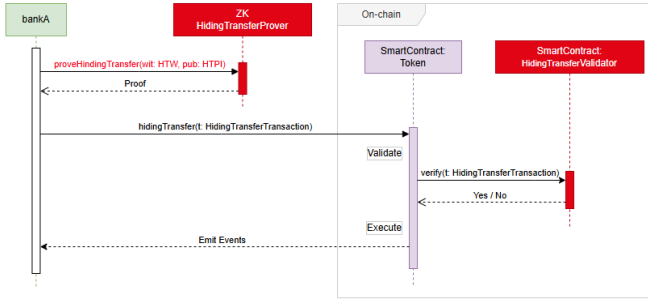 bankA
ZK
HidingTransferProver
On-chain
SmartContract:
Token
SmartContract:
HidingTransferValidator
proveHindingTransfer(wit: HTW, pub: HTPI)
Proof
hidingTransfer(t: HidingTransferTransaction)
Validate
verify(t: HidingTransferTransaction)
Yes / No
Execute
Emit Events